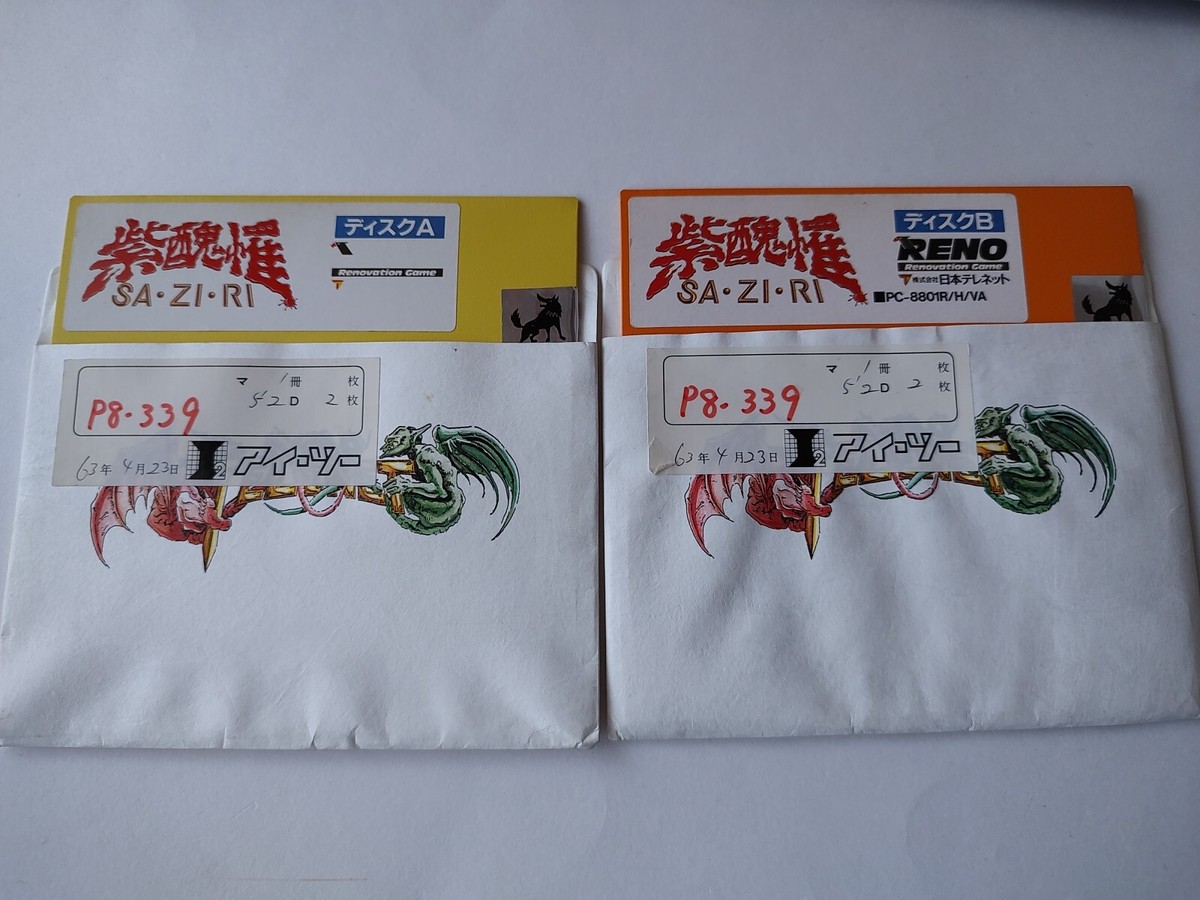 紫醜罹
SA・ZI・RI
ディスクA
Renovation Game
マ 1冊 枚
5'2D 2枚
P8.339
63年4月23日
I2 アイ・ツー
紫醜罹
SA・ZI・RI
ディスクB
RENO
Renovation Game
株式会社日本テレネット
■PC-8801R/H/VA
マ 1冊 枚
5'2D 2枚
P8.339
63年4月23日
I2 アイ・ツー